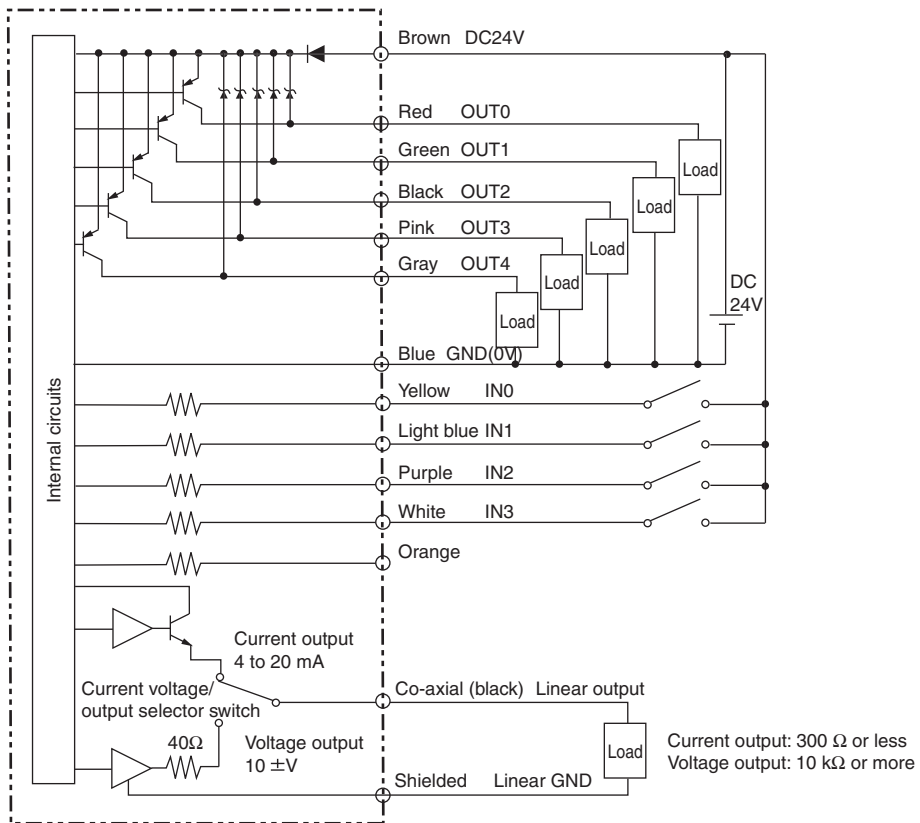 Brown DC24V
Red OUT0
Green OUT1
Black OUT2
Pink OUT3
Gray OUT4
Load
Load
Load
Load
Load
DC
24V
Blue GND(0V)
Yellow IN0
Light blue IN1
Purple IN2
White IN3
Orange
Internal circuits
Current output
4 to 20 mA
Current voltage/
output selector switch
Co-axial (black) Linear output
40Ω
Voltage output
10 ±V
Load
Current output: 300 Ω or less
Voltage output: 10 kΩ or more
Shielded Linear GND